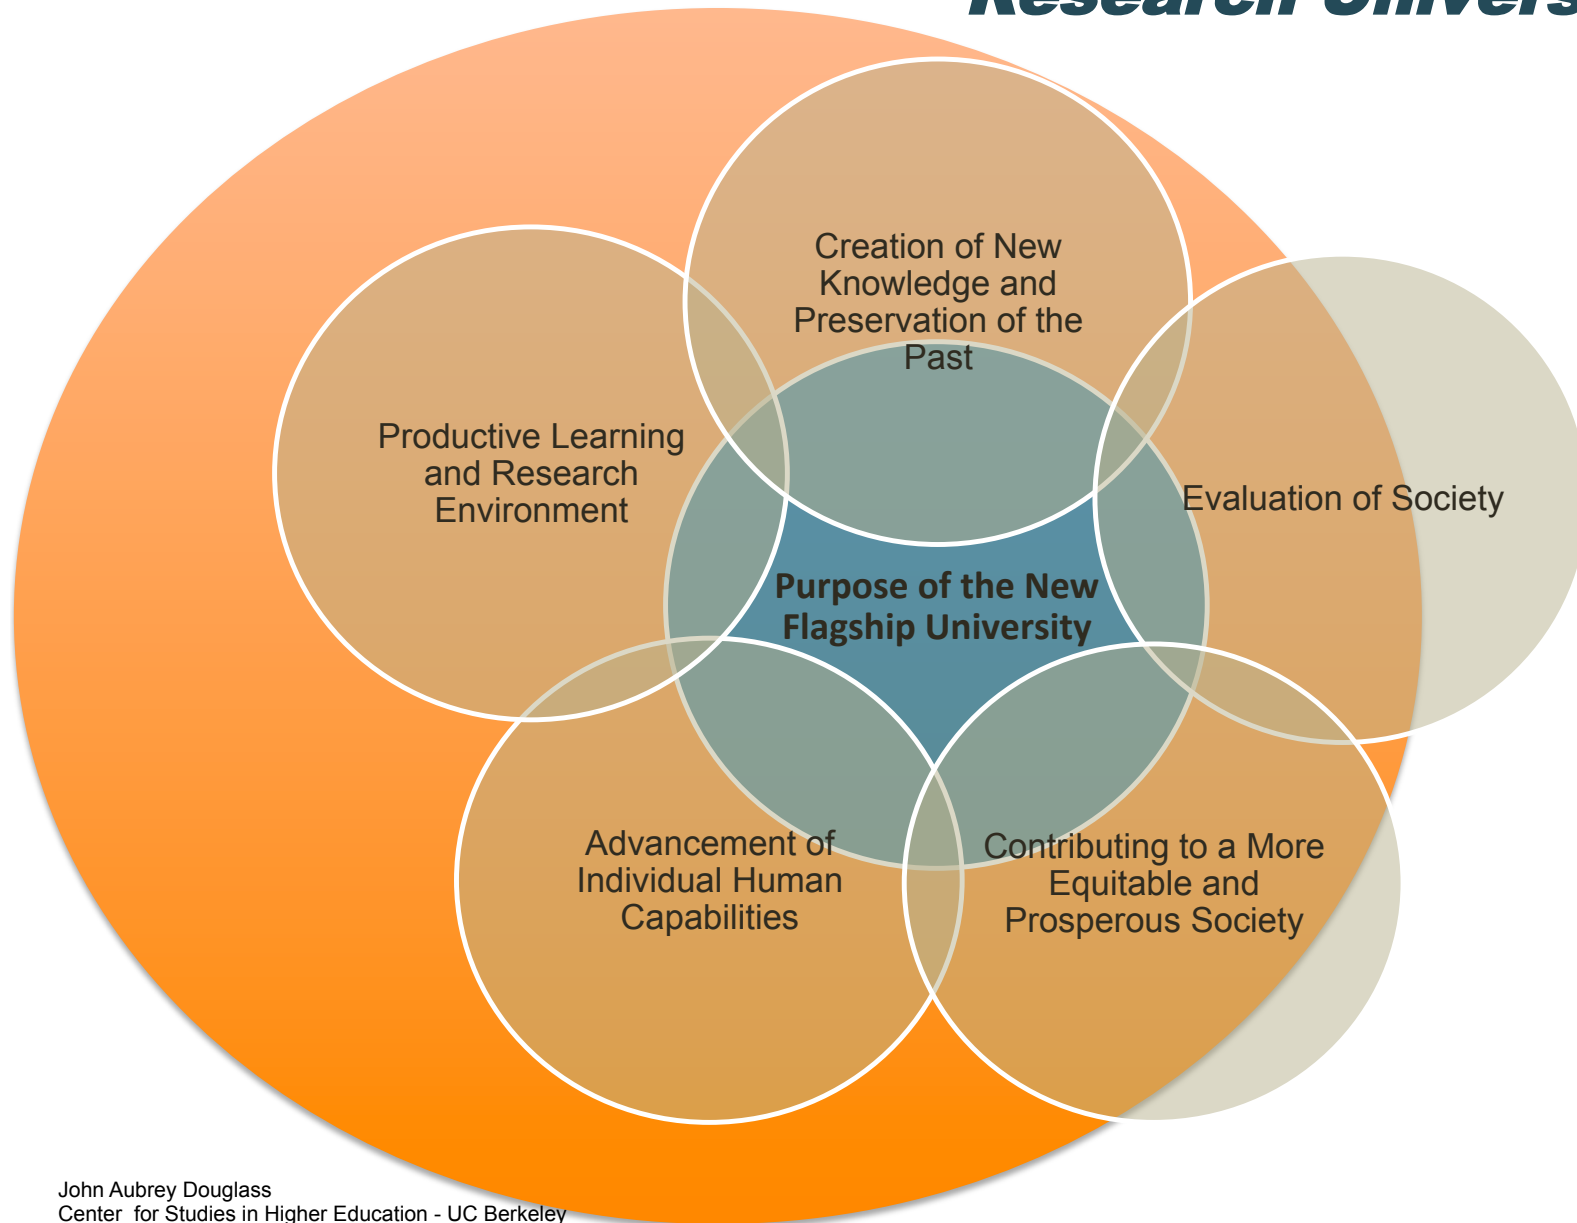 Research Univers
Creation of New
Knowledge and
Preservation of the
Past
Productive Learning
and Research
Environment
Evaluation of Society
Purpose of the New
Flagship University
Advancement of
Individual Human
Capabilities
Contributing to a More
Equitable and
Prosperous Society
John Aubrey Douglass
Center for Studies in Higher Education - UC Berkeley